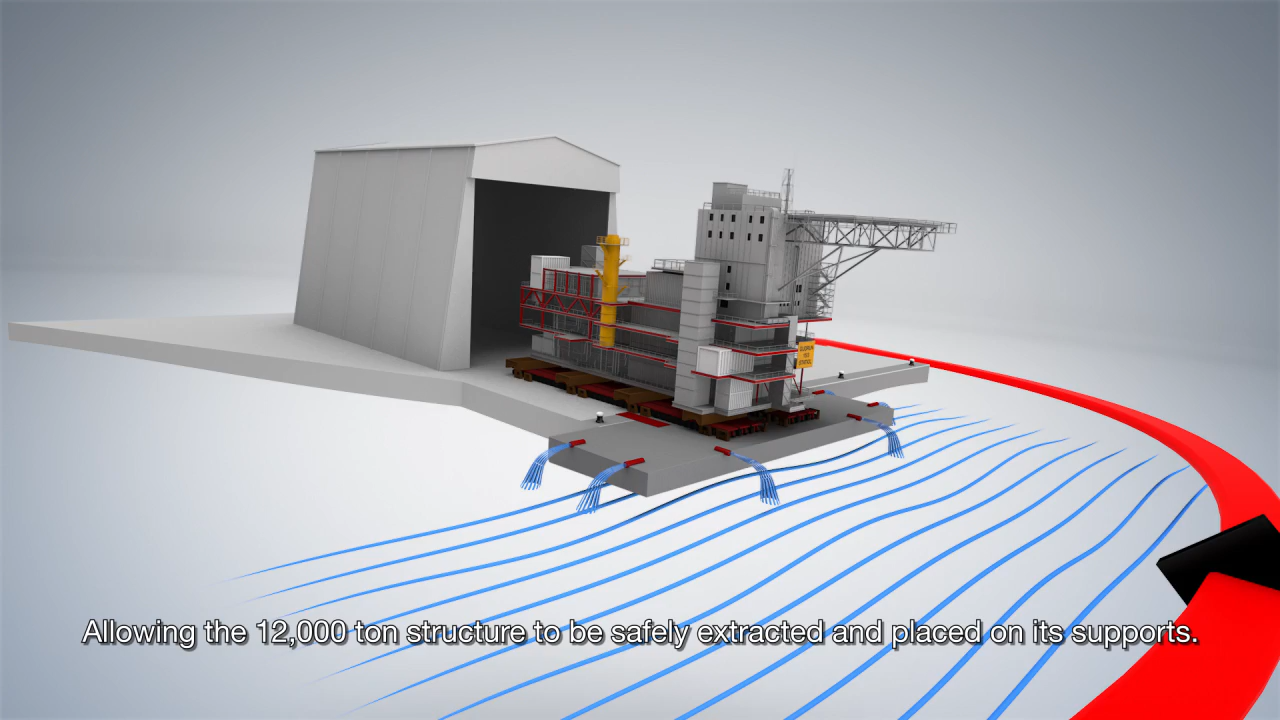 Allowing the 12,000 ton structure to be safely extracted and placed on its supports.